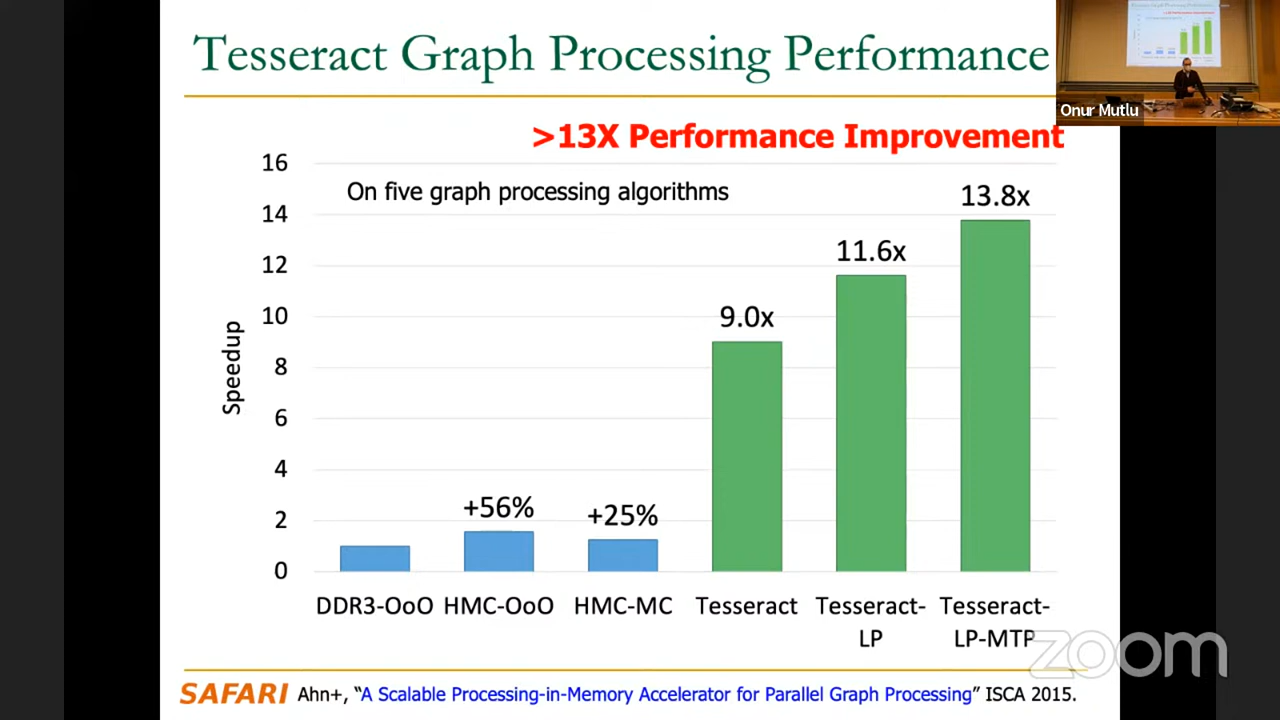 Tesseract Graph Processing Performance
Onur Mutlu
>13X Performance Improvement
On five graph processing algorithms
Speedup
16
14
12
10
8
6
4
2
0
+56%
+25%
9.0x
11.6x
13.8x
DDR3-OoO
HMC-OoO
HMC-MC
Tesseract
Tesseract-
LP
Tesseract-
LP-MTP
zoom
SAFARI Ahn+, “A Scalable Processing-in-Memory Accelerator for Parallel Graph Processing” ISCA 2015.